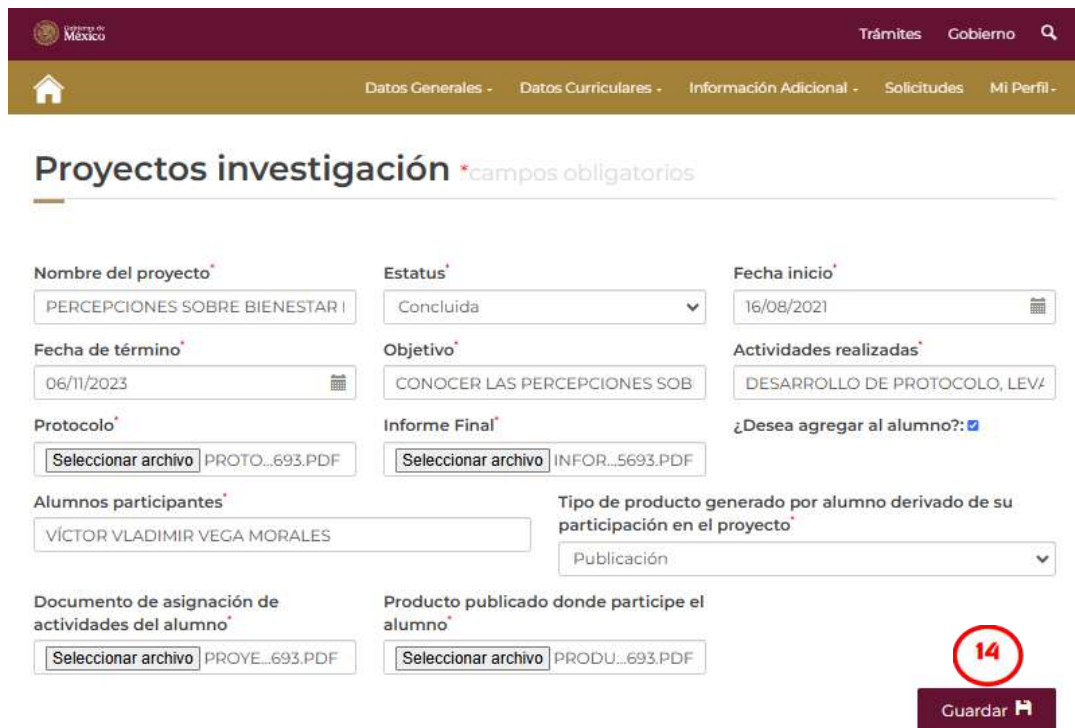 Gobierno de
México
Trámites Gobierno
Datos Generales Datos Curriculares Información Adicional Solicitudes Mi Perfil
Proyectos investigación *campos obligatorios
Nombre del proyecto* Estatus* Fecha inicio*
PERCEPCIONES SOBRE BIENESTAR Concluida 16/08/2021
Fecha de término* Objetivo* Actividades realizadas*
06/11/2023 CONOCER LAS PERCEPCIONES SOB DESARROLLO DE PROTOCOLO, LEVA
Protocolo* Informe Final* ¿Desea agregar al alumno?:
Seleccionar archivo PROTO...693.PDF Seleccionar archivo INFOR...5693.PDF
Alumnos participantes* Tipo de producto generado por alumno derivado de su
participación en el proyecto*
VÍCTOR VLADIMIR VEGA MORALES
Publicación
Documento de asignación de Producto publicado donde participe el
actividades del alumno* alumno*
Seleccionar archivo PROYE...693.PDF Seleccionar archivo PRODU...693.PDF
14
Guardar